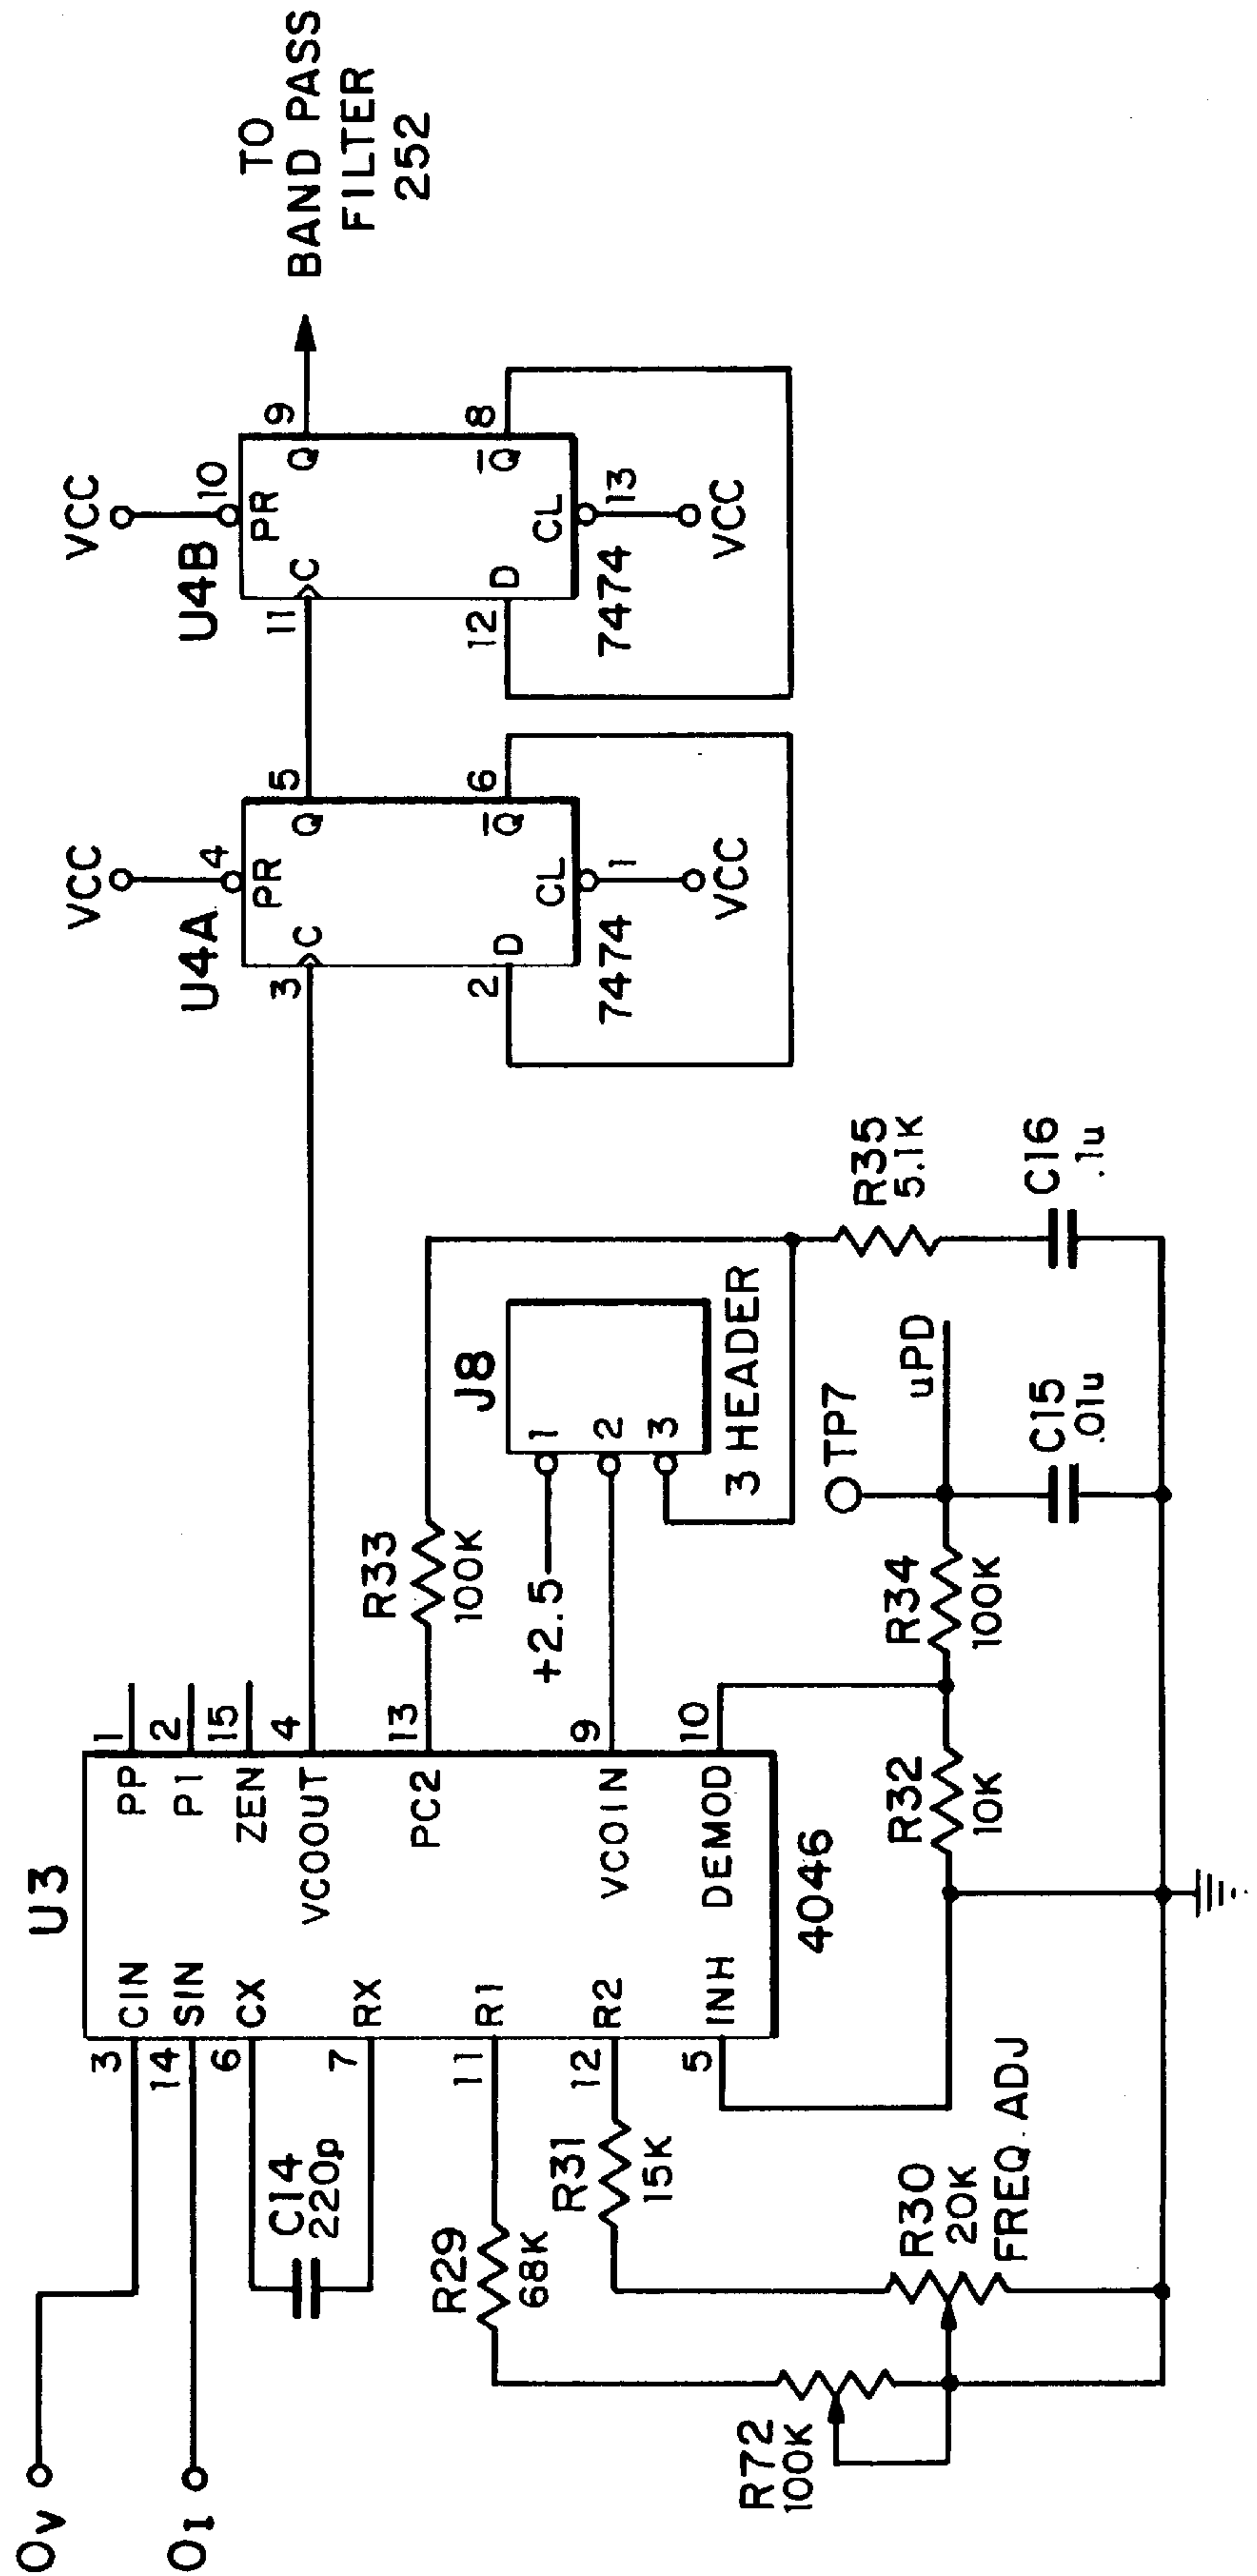 OV
OI
U3
3
CIN
14
SIN
6
CX
7
RX
11
R1
12
R2
5
INH
PP
1
PI
2
ZEN
15
VCOOUT
4
PC2
13
VCOIN
9
DEMOD
10
4046
C14
220p
R29
68K
R31
15K
R72
100K
R30
20K
FREQ. ADJ
R32
10K
R34
100K
R33
100K
+2.5
J8
1
2
3
3 HEADER
TP7
uPD
C15
.01u
R35
5.1K
C16
.1u
U4A
VCC
4
PR
3
C
Q
5
2
D
Q̅
6
CL
1
7474
VCC
U4B
VCC
10
PR
11
C
Q
9
12
D
Q̅
8
CL
13
7474
VCC
TO
BAND PASS
FILTER
252